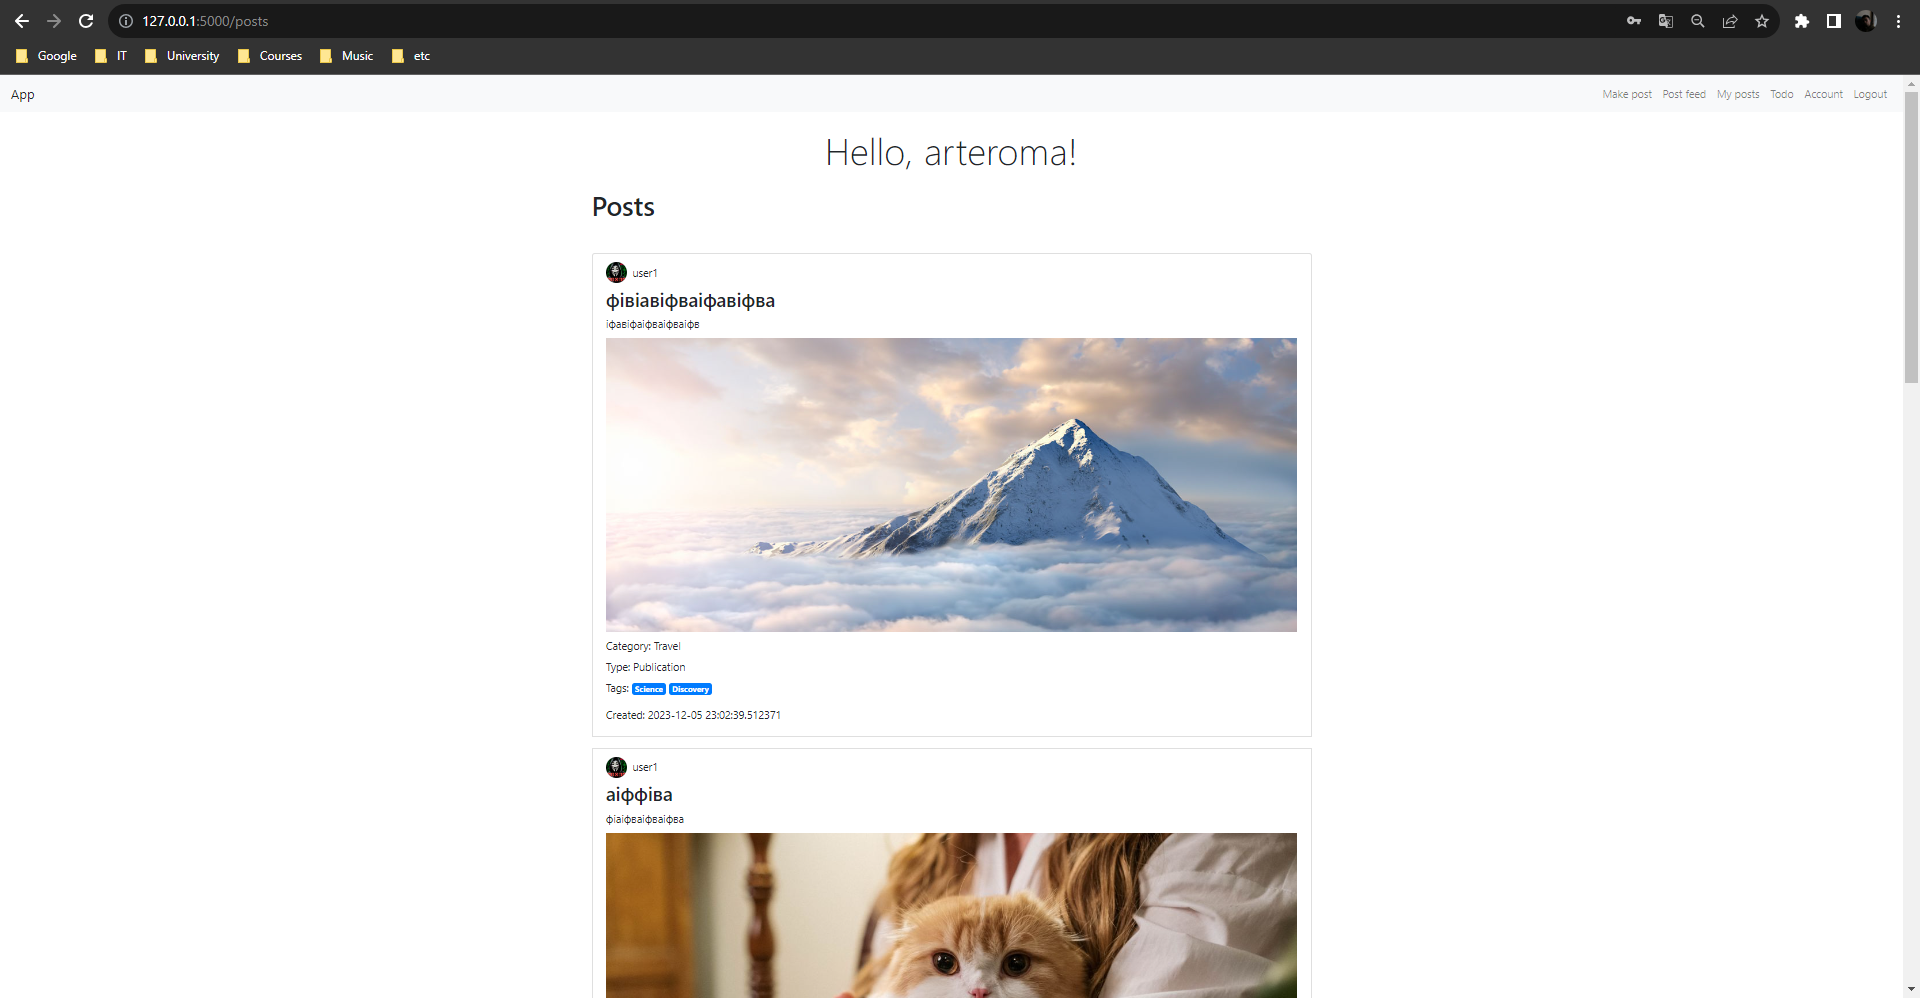 127.0.0.1:5000/posts
Google IT University Courses Music etc
App Make post Post feed My posts Todo Account Logout
Hello, arteroma!
Posts
user1
фівіавіфваіфавіфва
іфавіфаіфваіфваіфв
Category: Travel
Type: Publication
Tags: Science Discovery
Created: 2023-12-05 23:02:39.512371
user1
аіффіва
фіаіфваіфваіфва